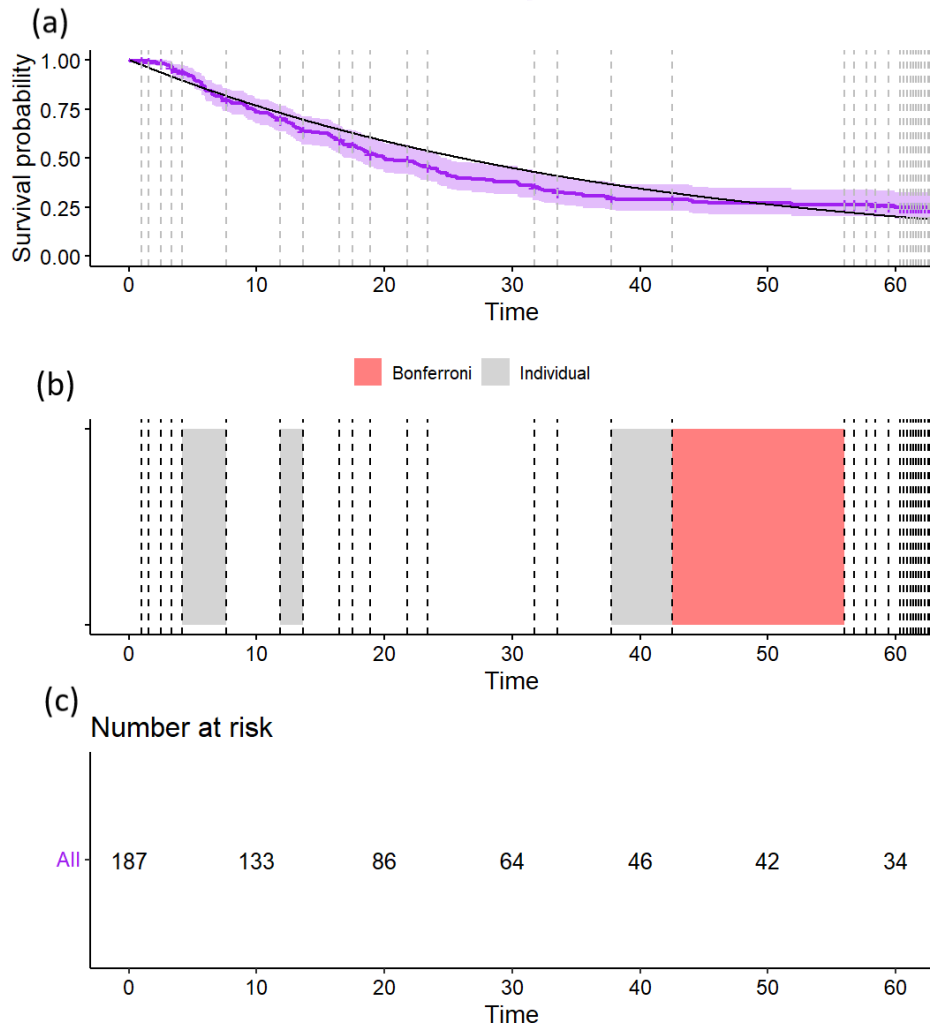 (a)
Survival probability
1.00
0.75
0.50
0.25
0.00
0 10 20 30 40 50 60
Time
Bonferroni Individual
(b)
0 10 20 30 40 50 60
Time
(c)
Number at risk
All 187 133 86 64 46 42 34
0 10 20 30 40 50 60
Time